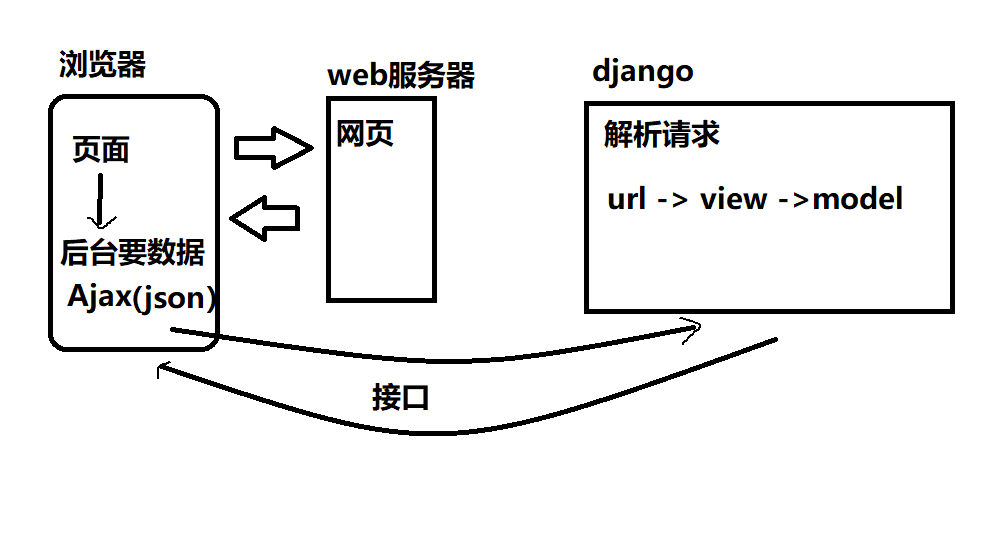 浏览器
页面
后台要数据
Ajax(json)
web服务器
网页
django
解析请求
url -> view ->model
接口